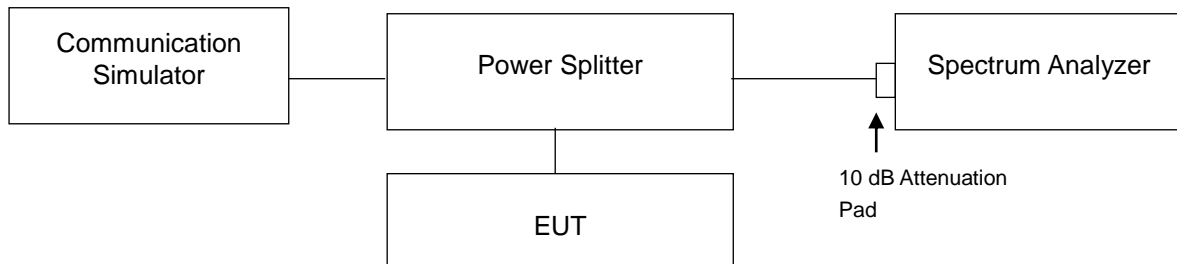 Communication
Simulator
Power Splitter
Spectrum Analyzer
10 dB Attenuation
Pad
EUT